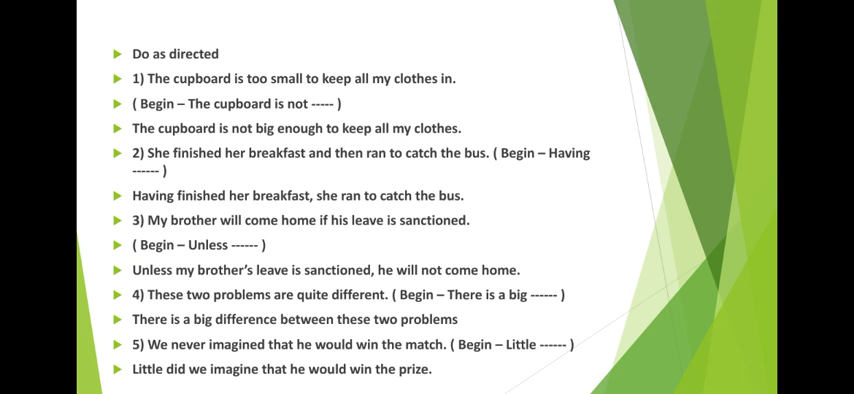 Do as directed
1) The cupboard is too small to keep all my clothes in.
( Begin – The cupboard is not ----- )
The cupboard is not big enough to keep all my clothes.
2) She finished her breakfast and then ran to catch the bus. ( Begin – Having
------ )
Having finished her breakfast, she ran to catch the bus.
3) My brother will come home if his leave is sanctioned.
( Begin – Unless ------ )
Unless my brother’s leave is sanctioned, he will not come home.
4) These two problems are quite different. ( Begin – There is a big ------ )
There is a big difference between these two problems
5) We never imagined that he would win the match. ( Begin – Little ------ )
Little did we imagine that he would win the prize.